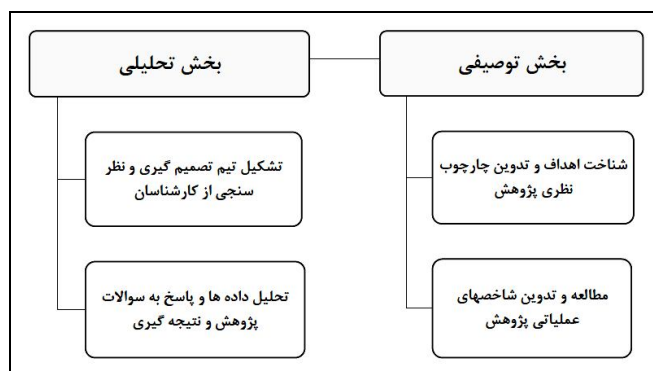 بخش توصیفی
شناخت اهداف و تدوین چارچوب
نظری پژوهش
مطالعه و تدوین شاخصهای
عملیاتی پژوهش
بخش تحلیلی
تشکیل تیم تصمیم گیری و نظر
سنجی از کارشناسان
تحلیل داده ها و پاسخ به سوالات
پژوهش و نتیجه گیری